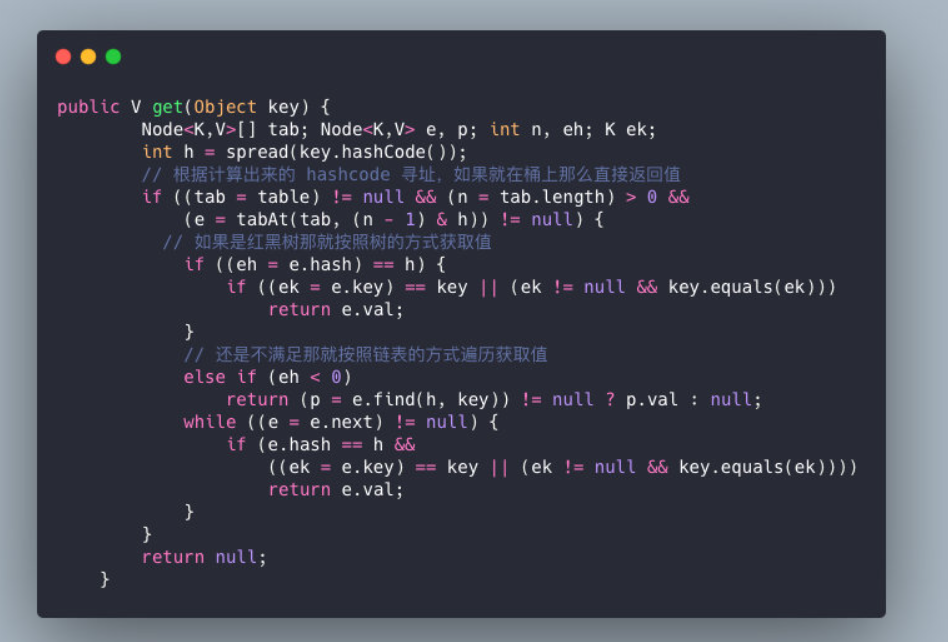 public V get(Object key) {
        Node<K,V>[] tab; Node<K,V> e, p; int n, eh; K ek;
        int h = spread(key.hashCode());
        // 根据计算出来的 hashcode 寻址，如果就在桶上那么直接返回值
        if ((tab = table) != null && (n = tab.length) > 0 &&
            (e = tabAt(tab, (n - 1) & h)) != null) {
          // 如果是红黑树那就按照树的方式获取值
            if ((eh = e.hash) == h) {
                if ((ek = e.key) == key || (ek != null && key.equals(ek)))
                    return e.val;
            }
            // 还是不满足那就按照链表的方式遍历获取值
            else if (eh < 0)
                return (p = e.find(h, key)) != null ? p.val : null;
            while ((e = e.next) != null) {
                if (e.hash == h &&
                    ((ek = e.key) == key || (ek != null && key.equals(ek))))
                    return e.val;
            }
        }
        return null;
    }